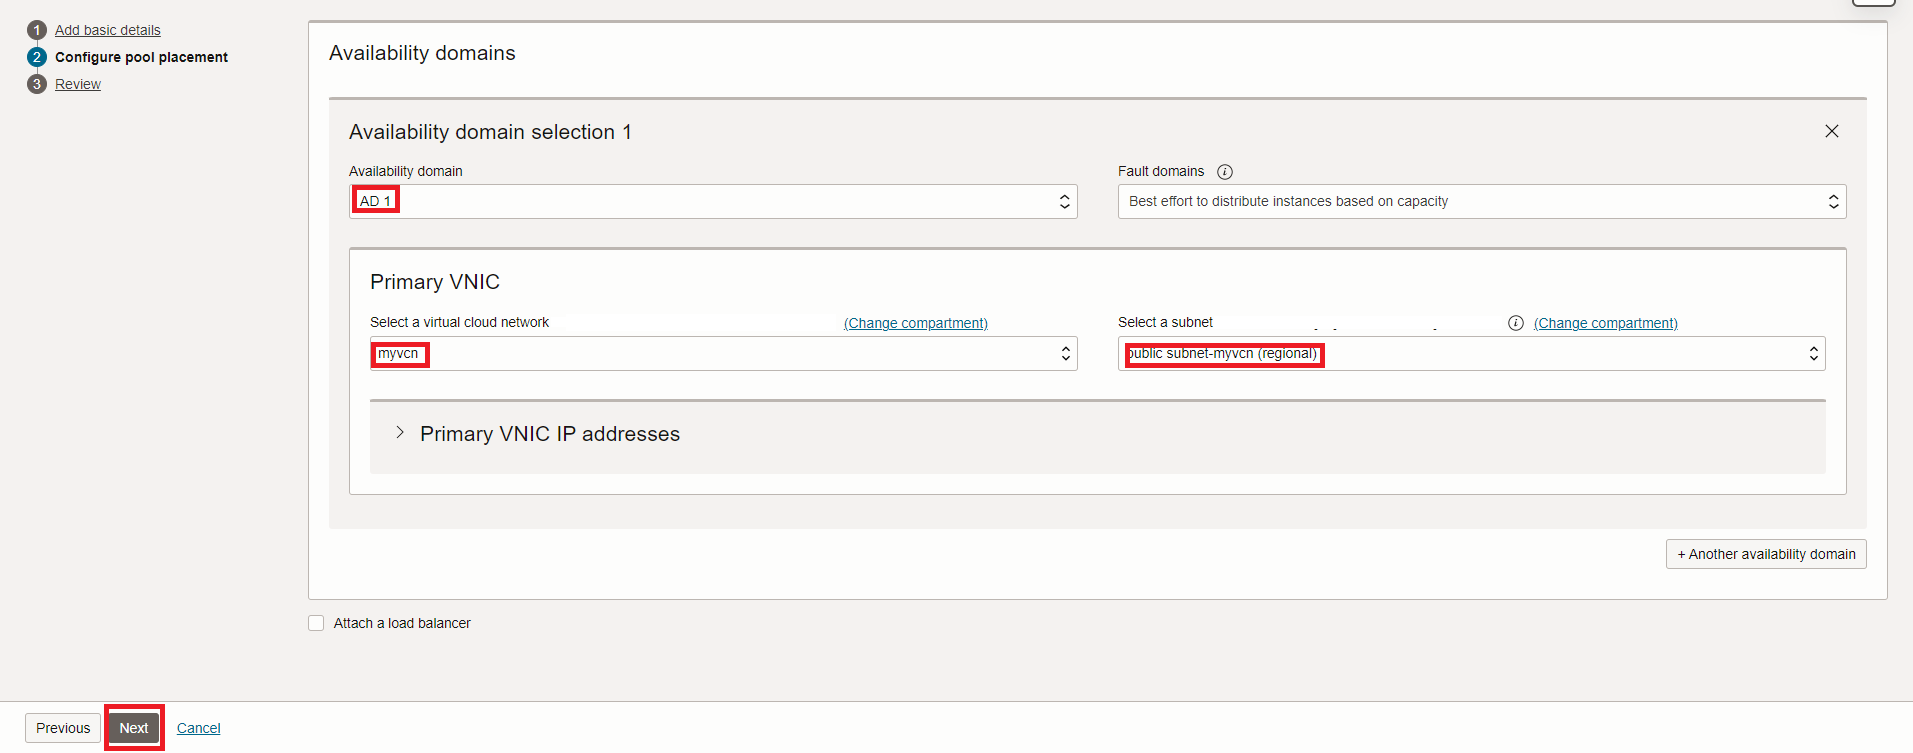 1 Add basic details
2 Configure pool placement
3 Review
Availability domains
Availability domain selection 1
Availability domain
Fault domains i
AD 1
Best effort to distribute instances based on capacity
Primary VNIC
Select a virtual cloud network (Change compartment)
Select a subnet i (Change compartment)
myvcn
public subnet-myvcn (regional)
Primary VNIC IP addresses
+ Another availability domain
Attach a load balancer
Previous Next Cancel